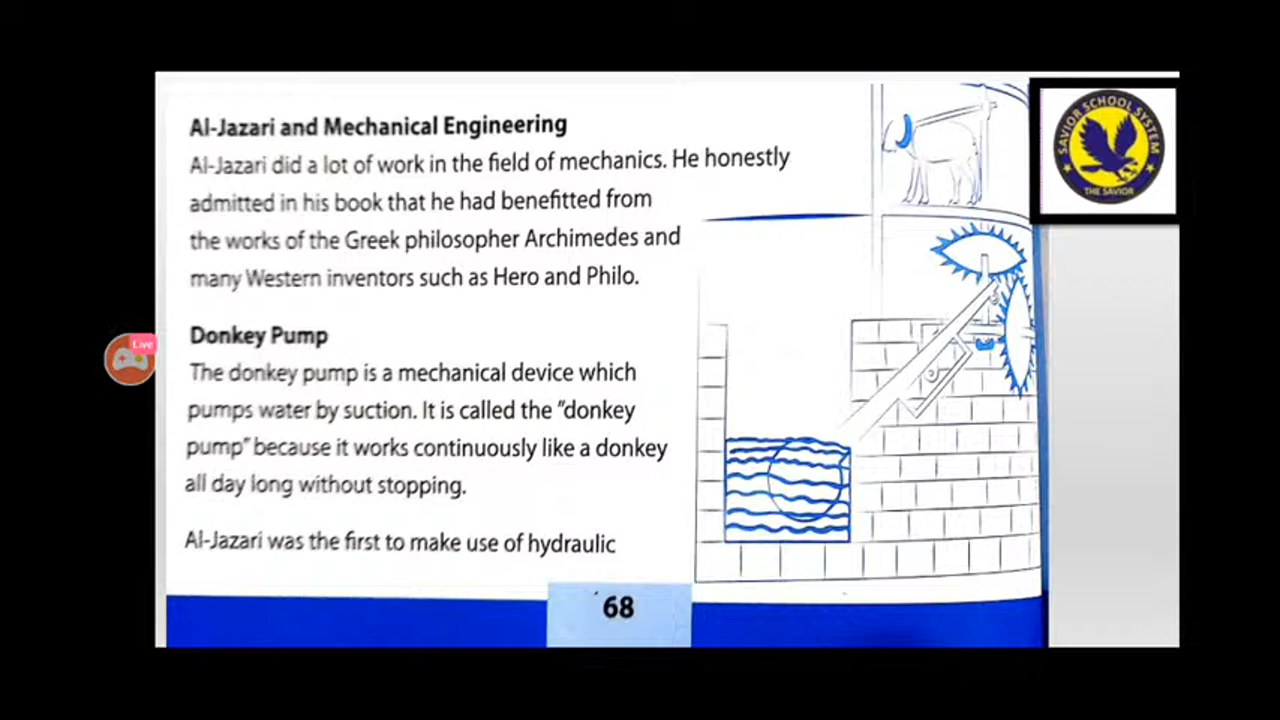 Al-Jazari and Mechanical Engineering
Al-Jazari did a lot of work in the field of mechanics. He honestly
admitted in his book that he had benefitted from
the works of the Greek philosopher Archimedes and
many Western inventors such as Hero and Philo.
Donkey Pump
The donkey pump is a mechanical device which
pumps water by suction. It is called the "donkey
pump" because it works continuously like a donkey
all day long without stopping.
Al-Jazari was the first to make use of hydraulic
68
SAVIOR SCHOOL SYSTEM
THE SAVIOR
Live